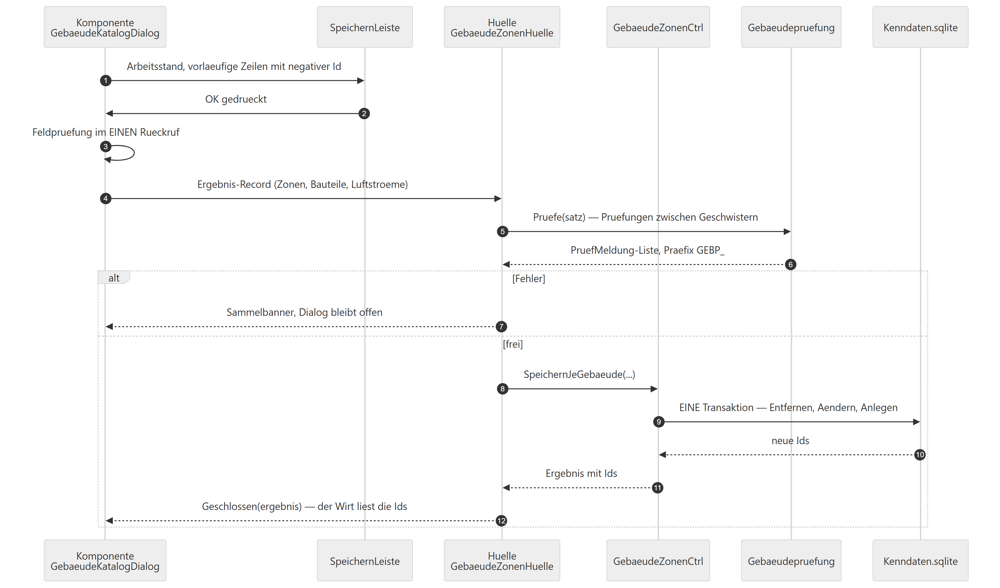 Komponente
GebaeudeKatalogDialog
SpeichernLeiste
Huelle
GebaeudeZonenHuelle
GebaeudeZonenCtrl
Gebaeudepruefung
Kenndaten.sqlite
Arbeitsstand, vorlaeufige Zeilen mit negativer Id
1
OK gedrueckt
2
Feldpruefung im EINEN Rueckruf
3
Ergebnis-Record (Zonen, Bauteile, Luftstroeme)
4
Pruefe(satz) — Pruefungen zwischen Geschwistern
5
PruefMeldung-Liste, Praefix GEBP_
6
alt
[Fehler]
Sammelbanner, Dialog bleibt offen
7
[frei]
SpeichernJeGebaeude(...)
8
EINE Transaktion — Entfernen, Aendern, Anlegen
9
neue Ids
10
Ergebnis mit Ids
11
Geschlossen(ergebnis) — der Wirt liest die Ids
12
Komponente
GebaeudeKatalogDialog
SpeichernLeiste
Huelle
GebaeudeZonenHuelle
GebaeudeZonenCtrl
Gebaeudepruefung
Kenndaten.sqlite